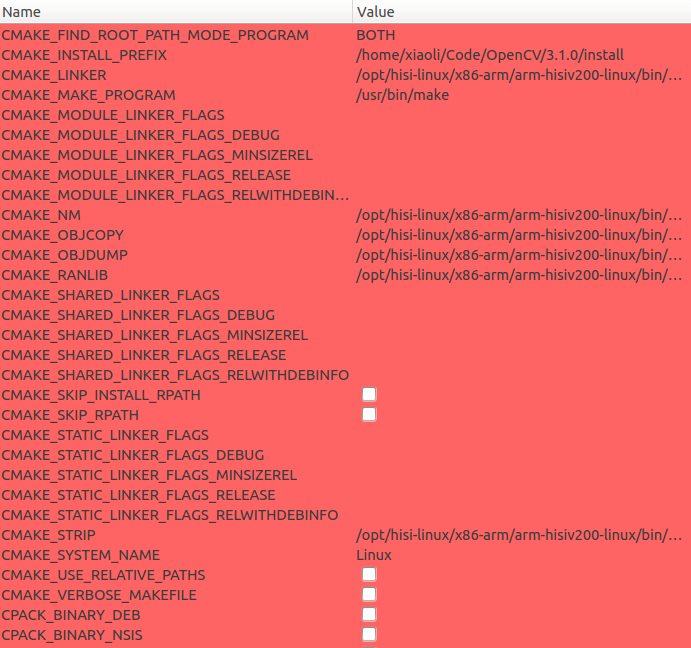 Name Value
CMAKE_FIND_ROOT_PATH_MODE_PROGRAM BOTH
CMAKE_INSTALL_PREFIX /home/xiaoli/Code/OpenCV/3.1.0/install
CMAKE_LINKER /opt/hisi-linux/x86-arm/arm-hisiv200-linux/bin/...
CMAKE_MAKE_PROGRAM /usr/bin/make
CMAKE_MODULE_LINKER_FLAGS
CMAKE_MODULE_LINKER_FLAGS_DEBUG
CMAKE_MODULE_LINKER_FLAGS_MINSIZEREL
CMAKE_MODULE_LINKER_FLAGS_RELEASE
CMAKE_MODULE_LINKER_FLAGS_RELWITHDEBIN...
CMAKE_NM /opt/hisi-linux/x86-arm/arm-hisiv200-linux/bin/...
CMAKE_OBJCOPY /opt/hisi-linux/x86-arm/arm-hisiv200-linux/bin/...
CMAKE_OBJDUMP /opt/hisi-linux/x86-arm/arm-hisiv200-linux/bin/...
CMAKE_RANLIB /opt/hisi-linux/x86-arm/arm-hisiv200-linux/bin/...
CMAKE_SHARED_LINKER_FLAGS
CMAKE_SHARED_LINKER_FLAGS_DEBUG
CMAKE_SHARED_LINKER_FLAGS_MINSIZEREL
CMAKE_SHARED_LINKER_FLAGS_RELEASE
CMAKE_SHARED_LINKER_FLAGS_RELWITHDEBINFO
CMAKE_SKIP_INSTALL_RPATH
CMAKE_SKIP_RPATH
CMAKE_STATIC_LINKER_FLAGS
CMAKE_STATIC_LINKER_FLAGS_DEBUG
CMAKE_STATIC_LINKER_FLAGS_MINSIZEREL
CMAKE_STATIC_LINKER_FLAGS_RELEASE
CMAKE_STATIC_LINKER_FLAGS_RELWITHDEBINFO
CMAKE_STRIP /opt/hisi-linux/x86-arm/arm-hisiv200-linux/bin/...
CMAKE_SYSTEM_NAME Linux
CMAKE_USE_RELATIVE_PATHS
CMAKE_VERBOSE_MAKEFILE
CPACK_BINARY_DEB
CPACK_BINARY_NSIS